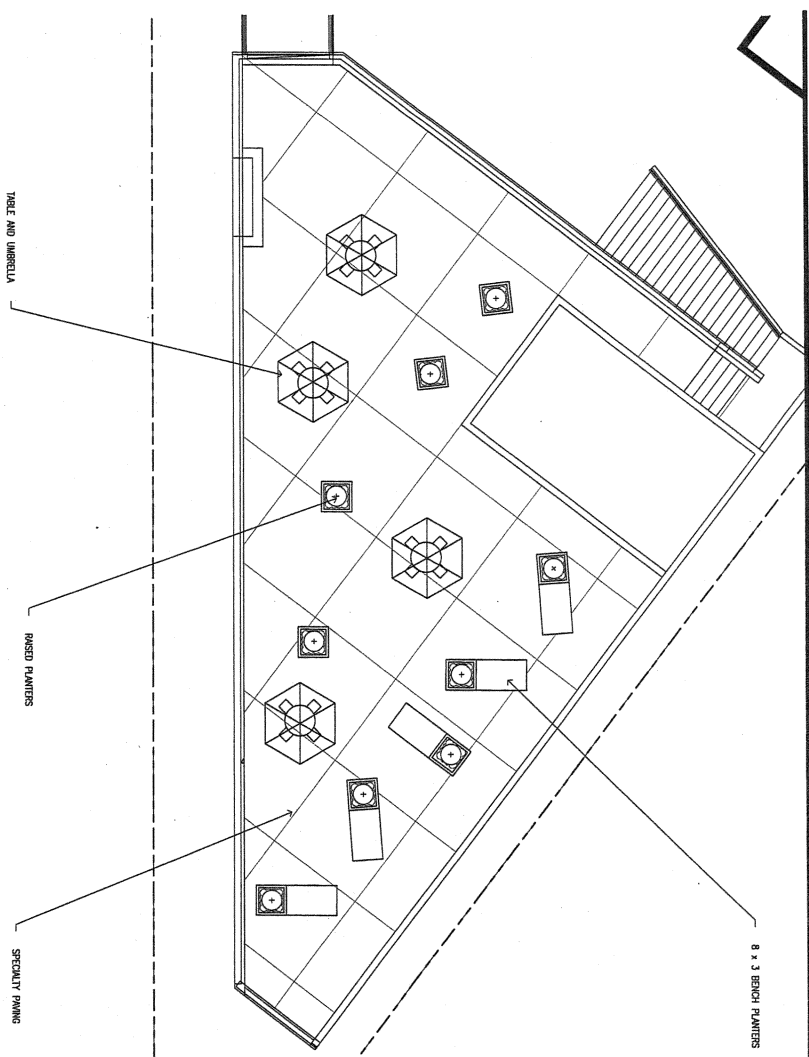 TABLE AND UMBRELLA
RAISED PLANTERS
SPECIALTY PAVING
8 x 3 BENCH PLANTERS